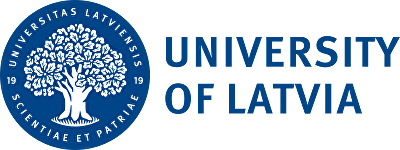 UNIVERSITAS LATVIENSIS
19 19
SCIENTIAE ET PATRIAE
UNIVERSITY
OF LATVIA